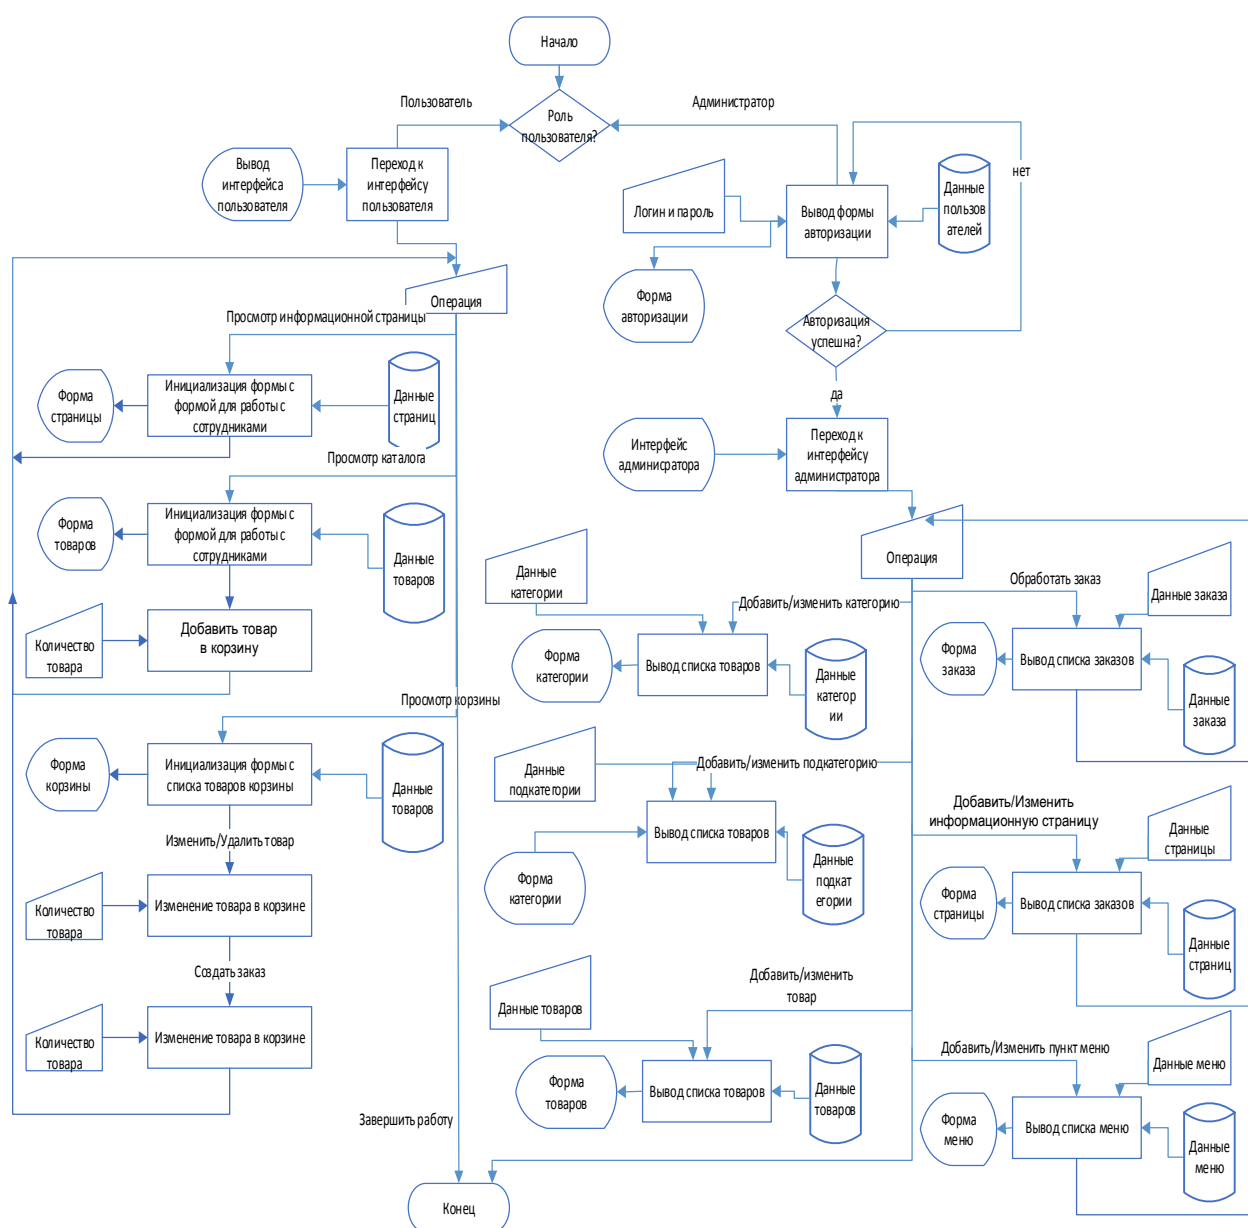 Начало
Пользователь
Администратор
Роль
пользователя?
Вывод
интерфейса
пользователя
Переход к
интерфейсу
пользователя
нет
Логин и пароль
Вывод формы
авторизации
Данные
пользов
ателей
Форма
авторизации
Авторизация
успешна?
да
Операция
Просмотр информационной страницы
Форма
страницы
Инициализация формы с
формой для работы с
сотрудниками
Данные
страниц
Интерфейс
админисратора
Переход к
интерфейсу
администратора
Просмотр каталога
Форма
товаров
Инициализация формы с
формой для работы с
сотрудниками
Данные
товаров
Количество
товара
Добавить товар
в корзину
Операция
Данные
категории
Добавить/изменить категорию
Форма
категории
Вывод списка товаров
Данные
категор
ии
Обработать заказ
Данные заказа
Форма
заказа
Вывод списка заказов
Данные
заказа
Просмотр корзины
Форма
корзины
Инициализация формы с
списка товаров корзины
Данные
товаров
Изменить/Удалить товар
Количество
товара
Изменение товара в корзине
Создать заказ
Количество
товара
Изменение товара в корзине
Данные
подкатегории
Добавить/изменить подкатегорию
Вывод списка товаров
Форма
категории
Данные
подкат
егории
Добавить/Изменить
информационную страницу
Данные
страницы
Форма
страницы
Вывод списка заказов
Данные
страниц
Добавить/изменить
товар
Данные товаров
Форма
товаров
Вывод списка товаров
Данные
товаров
Добавить/Изменить пункт меню
Данные меню
Форма
меню
Вывод списка меню
Данные
меню
Завершить работу
Конец